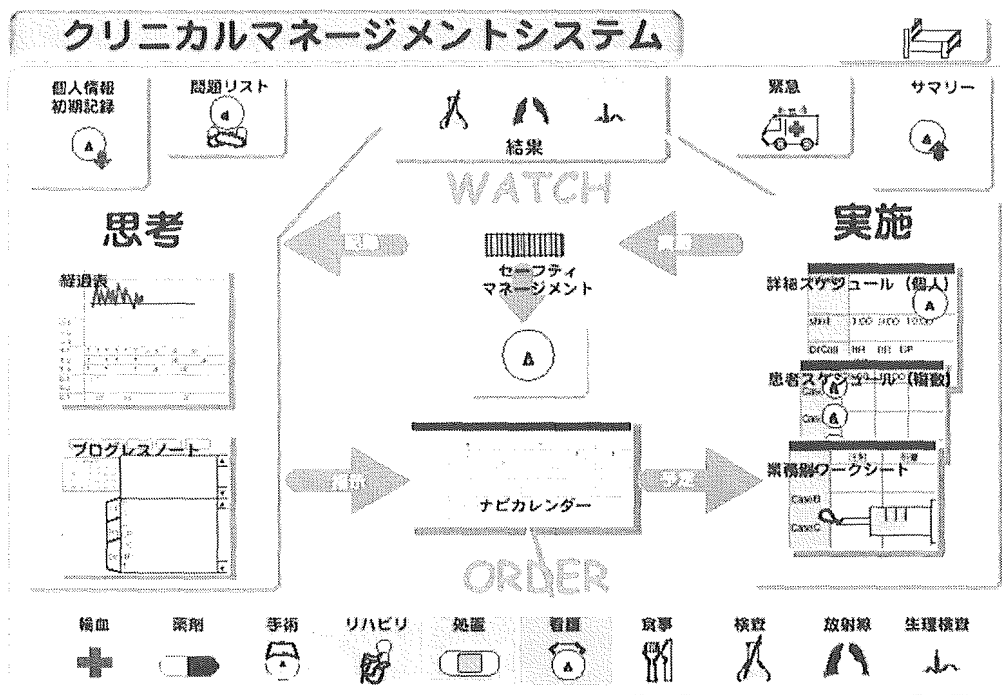 クリニカルマネージメントシステム
個人情報
初期記録
問題リスト
結果
緊急
サマリー
WATCH
思考
実施
セーフティ
マネージメント
経過表
詳細スケジュール（個人）
患者スケジュール（複数）
プログレスノート
指示
ナビカレンダー
予定
業務別ワークシート
CaseB
CaseC
ORDER
輸血
薬剤
手術
リハビリ
処置
看護
食事
検査
放射線
生理検査